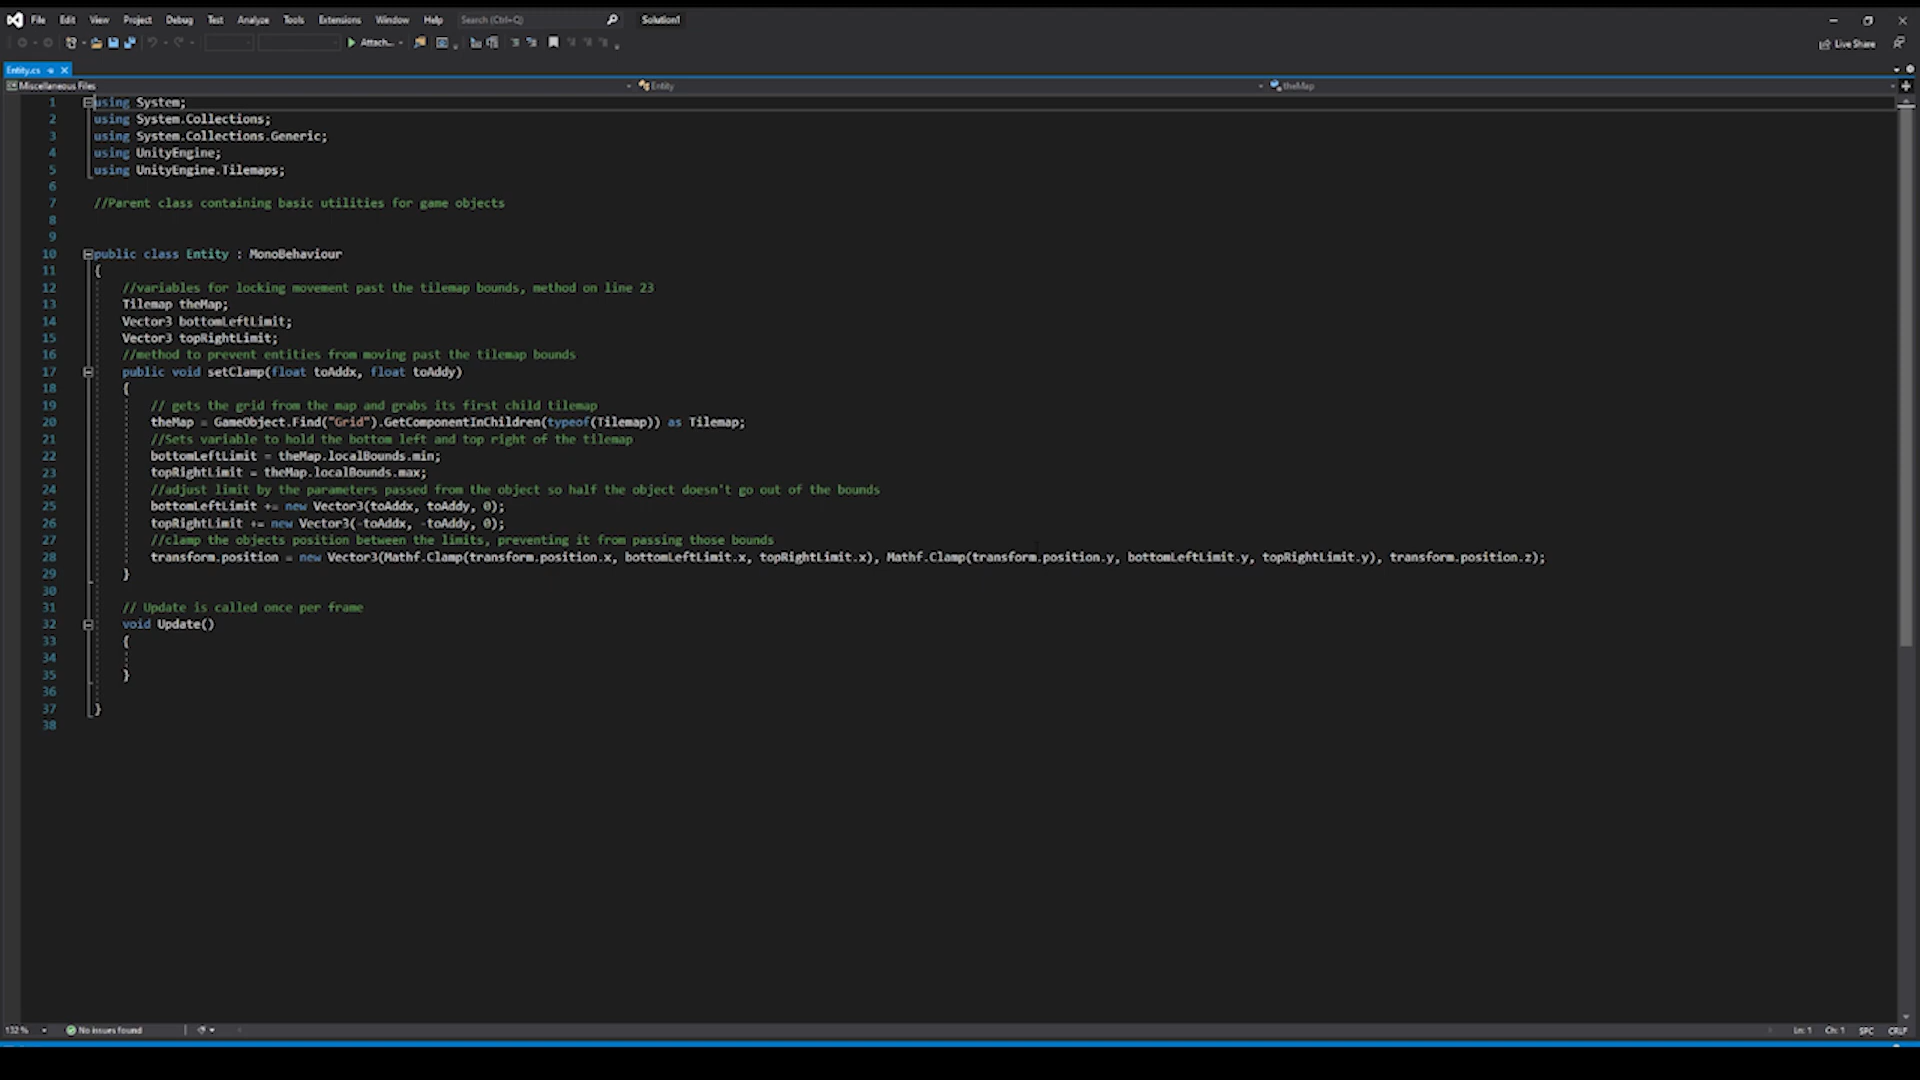 File Edit View Project Debug Test Analyze Tools Extensions Window Help Search (Ctrl+Q) Solution1
Attach... Live Share
Entity.cs
Miscellaneous Files Entity theMap
1 using System;
2 using System.Collections;
3 using System.Collections.Generic;
4 using UnityEngine;
5 using UnityEngine.Tilemaps;
6
7 //Parent class containing basic utilities for game objects
8
9
10 public class Entity : MonoBehaviour
11 {
12 //variables for locking movement past the tilemap bounds, method on line 23
13 Tilemap theMap;
14 Vector3 bottomLeftLimit;
15 Vector3 topRightLimit;
16 //method to prevent entities from moving past the tilemap bounds
17 public void setClamp(float toAddx, float toAddy)
18 {
19 // gets the grid from the map and grabs its first child tilemap
20 theMap = GameObject.Find("Grid").GetComponentInChildren(typeof(Tilemap)) as Tilemap;
21 //Sets variable to hold the bottom left and top right of the tilemap
22 bottomLeftLimit = theMap.localBounds.min;
23 topRightLimit = theMap.localBounds.max;
24 //adjust limit by the parameters passed from the object so half the object doesn't go out of the bounds
25 bottomLeftLimit += new Vector3(toAddx, toAddy, 0);
26 topRightLimit += new Vector3(-toAddx, -toAddy, 0);
27 //clamp the objects position between the limits, preventing it from passing those bounds
28 transform.position = new Vector3(Mathf.Clamp(transform.position.x, bottomLeftLimit.x, topRightLimit.x), Mathf.Clamp(transform.position.y, bottomLeftLimit.y, topRightLimit.y), transform.position.z);
29 }
30
31 // Update is called once per frame
32 void Update()
33 {
34
35 }
36
37 }
38
132 % No issues found Ln: 1 Ch: 1 SPC CRLF